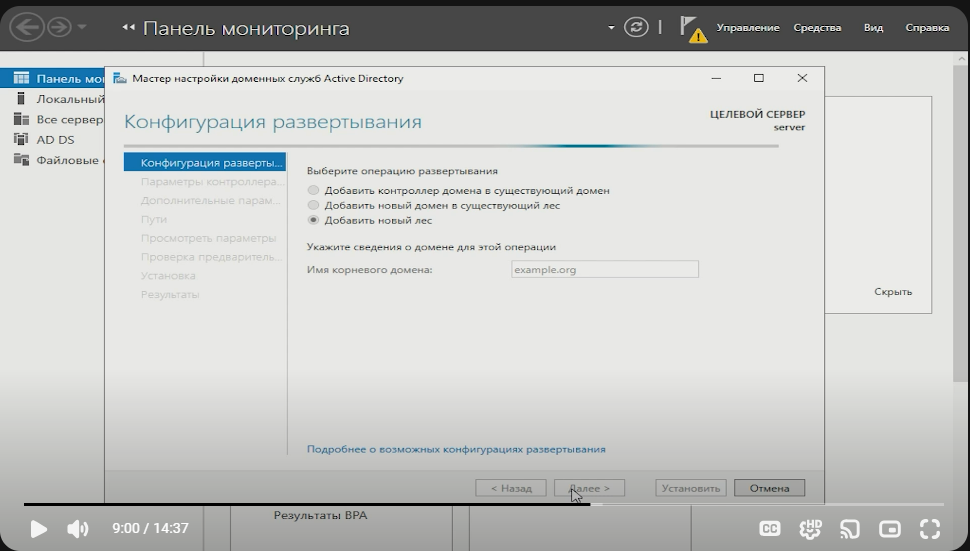 Панель мониторинга
Управление Средства Вид Справка
Панель мо
Локальный
Все сервер
AD DS
Файловые с
Мастер настройки доменных служб Active Directory
Конфигурация развертывания
ЦЕЛЕВОЙ СЕРВЕР
server
Конфигурация разверты...
Параметры контроллера...
Дополнительные парам...
Пути
Просмотреть параметры
Проверка предваритель...
Установка
Результаты
Выберите операцию развертывания
Добавить контроллер домена в существующий домен
Добавить новый домен в существующий лес
Добавить новый лес
Укажите сведения о домене для этой операции
Имя корневого домена:
example.org
Подробнее о возможных конфигурациях развертывания
< Назад Далее > Установить Отмена
Скрыть
Результаты BPA
9:00 / 14:37
CC HD